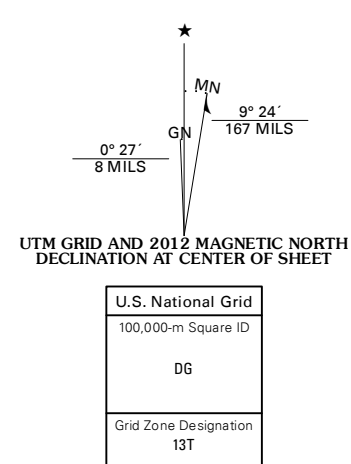 ★
MN
GN
9° 24´
167 MILS
0° 27´
8 MILS
UTM GRID AND 2012 MAGNETIC NORTH
DECLINATION AT CENTER OF SHEET
U.S. National Grid
100,000-m Square ID
DG
Grid Zone Designation
13T